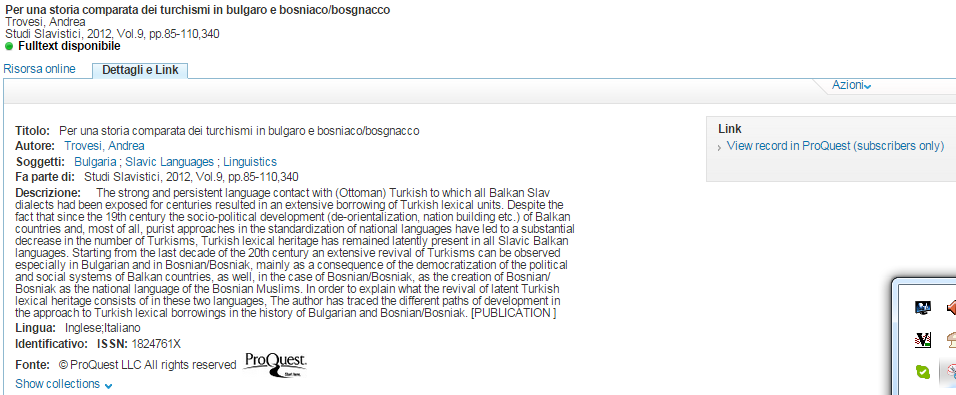 Per una storia comparata dei turchismi in bulgaro e bosniaco/bosgnacco
Trovesi, Andrea
Studi Slavistici, 2012, Vol.9, pp.85-110,340
Fulltext disponibile
Risorsa online Dettagli e Link
Azioni
Titolo: Per una storia comparata dei turchismi in bulgaro e bosniaco/bosgnacco
Autore: Trovesi, Andrea
Soggetti: Bulgaria ; Slavic Languages ; Linguistics
Fa parte di: Studi Slavistici, 2012, Vol.9, pp.85-110,340
Descrizione: The strong and persistent language contact with (Ottoman) Turkish to which all Balkan Slav
dialects had been exposed for centuries resulted in an extensive borrowing of Turkish lexical units. Despite the
fact that since the 19th century the socio-political development (de-orientalization, nation building etc.) of Balkan
countries and, most of all, purist approaches in the standardization of national languages have led to a substantial
decrease in the number of Turkisms, Turkish lexical heritage has remained latently present in all Slavic Balkan
languages. Starting from the last decade of the 20th century an extensive revival of Turkisms can be observed
especially in Bulgarian and in Bosnian/Bosniak, mainly as a consequence of the democratization of the political
and social systems of Balkan countries, as well, in the case of Bosnian/Bosniak, as the creation of Bosnian/
Bosniak as the national language of the Bosnian Muslims. In order to explain what the revival of latent Turkish
lexical heritage consists of in these two languages, The author has traced the different paths of development in
the approach to Turkish lexical borrowings in the history of Bulgarian and Bosnian/Bosniak. [PUBLICATION ]
Lingua: Inglese;Italiano
Identificativo: ISSN: 1824761X
Fonte: © ProQuest LLC All rights reserved ProQuest
Start here.
Show collections
Link
View record in ProQuest (subscribers only)